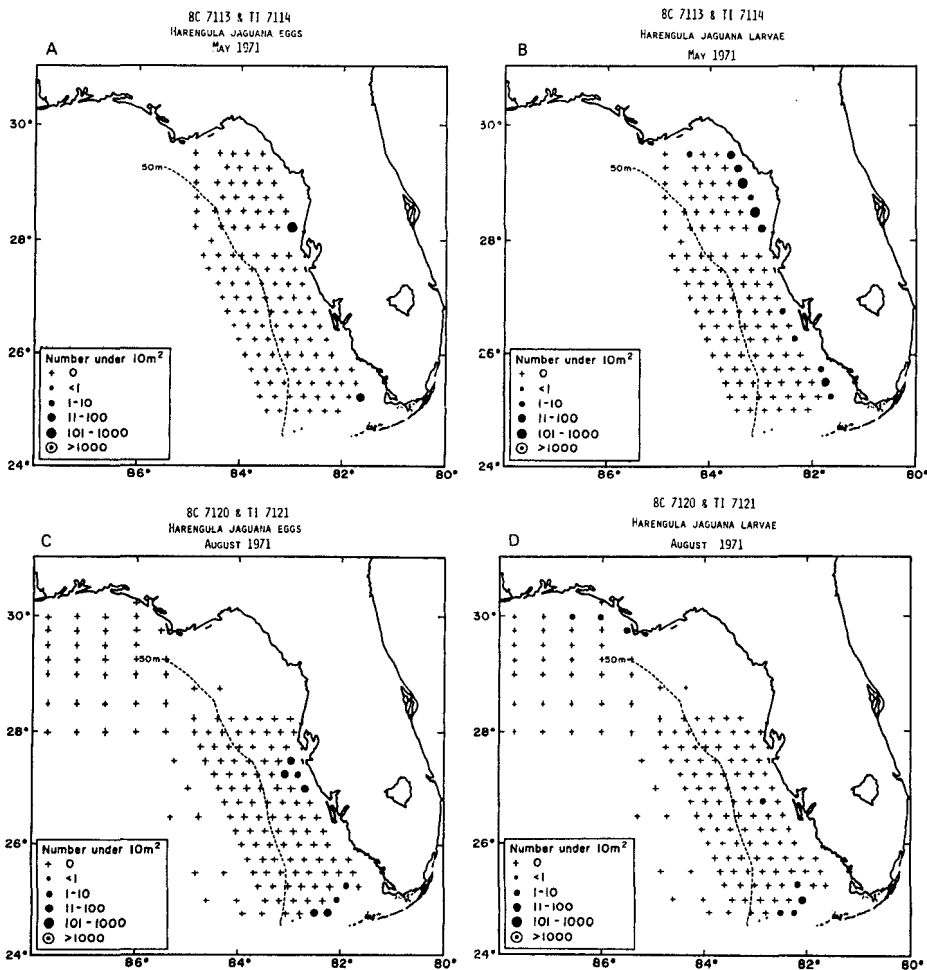 8C 7113 & TI 7114
HARENGULA JAGUANA EGGS
MAY 1971
A
30°
28°
26°
24°
86°
84°
82°
80°
50m
Number under 10m²
+ 0
<1
1-10
11-100
101-1000
>1000
8C 7113 & TI 7114
HARENGULA JAGUANA LARVAE
MAY 1971
B
30°
28°
26°
24°
86°
84°
82°
80°
50m
Number under 10m²
+ 0
<1
1-10
11-100
101-1000
>1000
8C 7120 & TI 7121
HARENGULA JAGUANA EGGS
AUGUST 1971
C
30°
28°
26°
24°
86°
84°
82°
80°
50m
Number under 10m²
+ 0
<1
1-10
11-100
101-1000
>1000
8C 7120 & TI 7121
HARENGULA JAGUANA LARVAE
AUGUST 1971
D
30°
28°
26°
24°
86°
84°
82°
80°
50m
Number under 10m²
+ 0
<1
1-10
11-100
101-1000
>1000